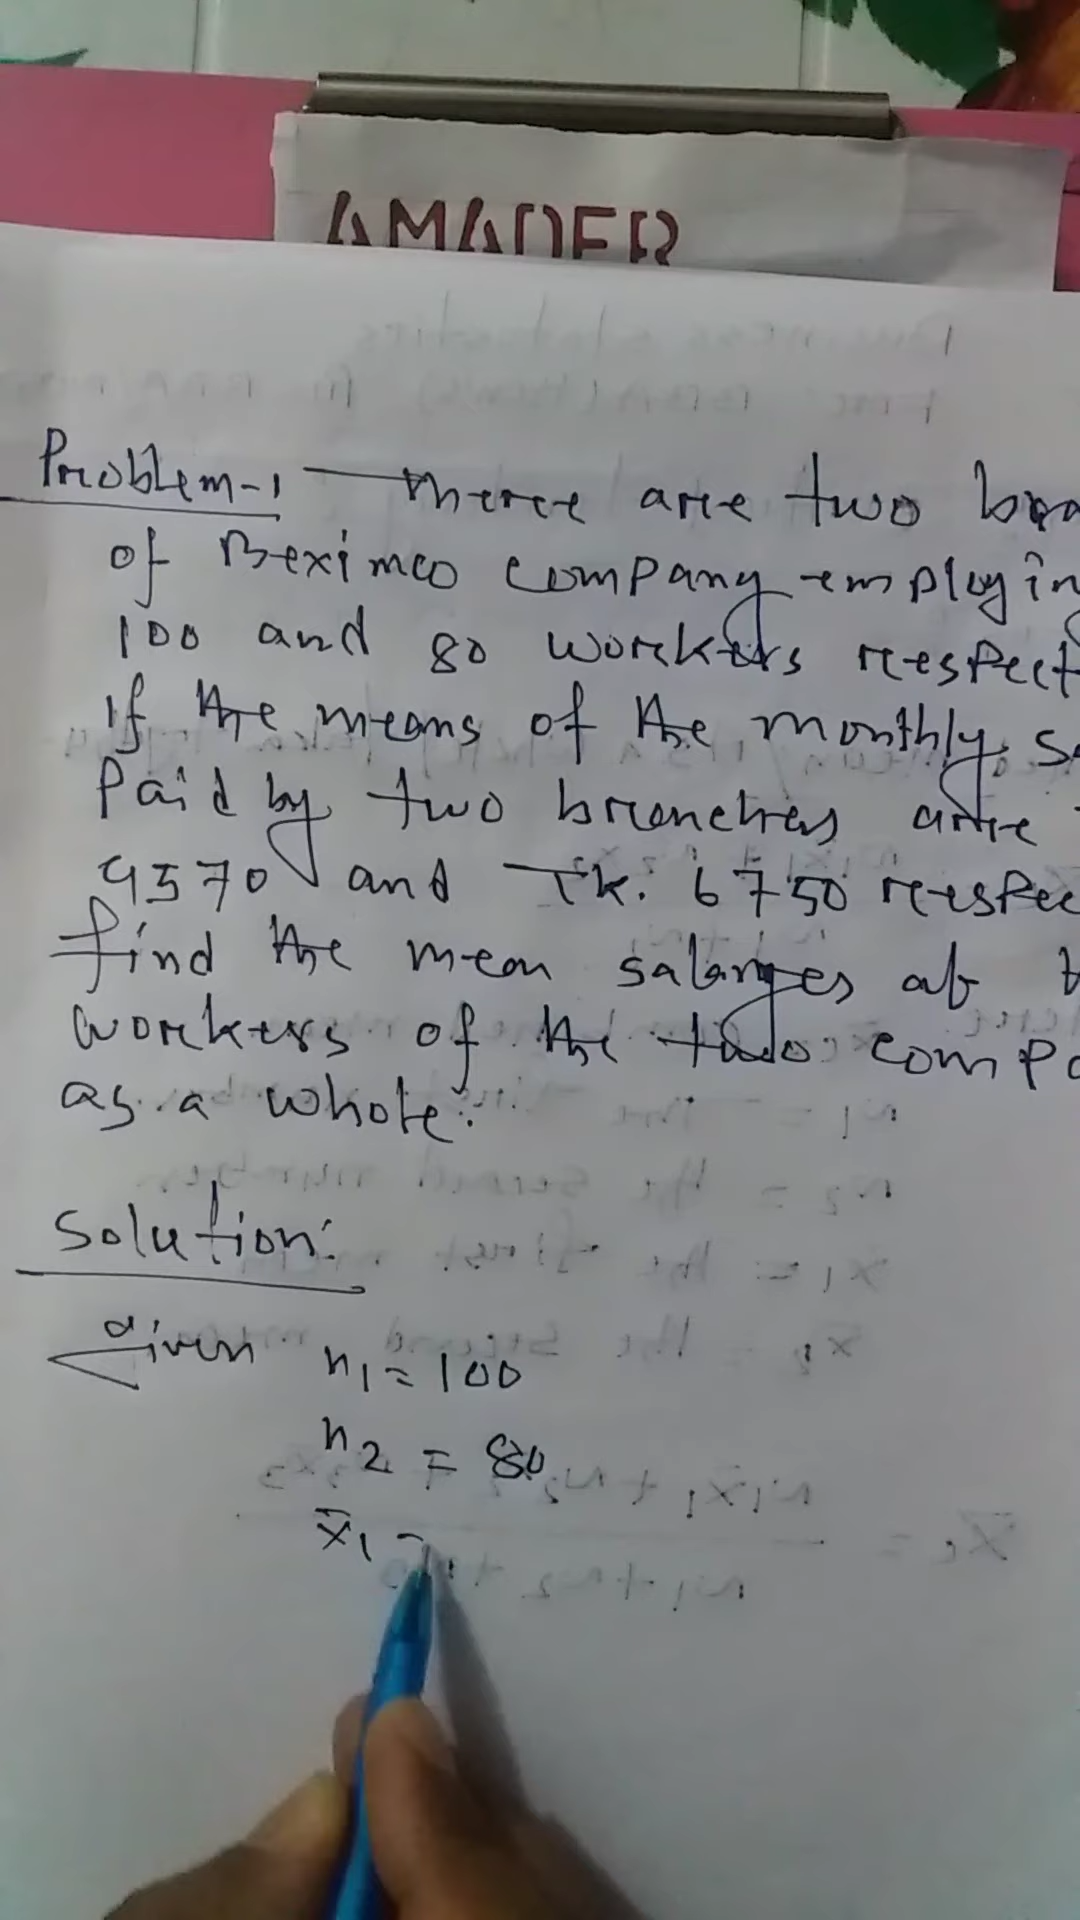 AMADER
Problem-1 There are two bra
of Beximco company employin
100 and 80 workers respect
If the means of the monthly sa
Paid by two branches are
4570 and Tk. 6750 respec
find the mean salaries of t
workers of the two compa
as a whole.
Solution:
Given n1 = 100
n2 = 80
x̄1 =